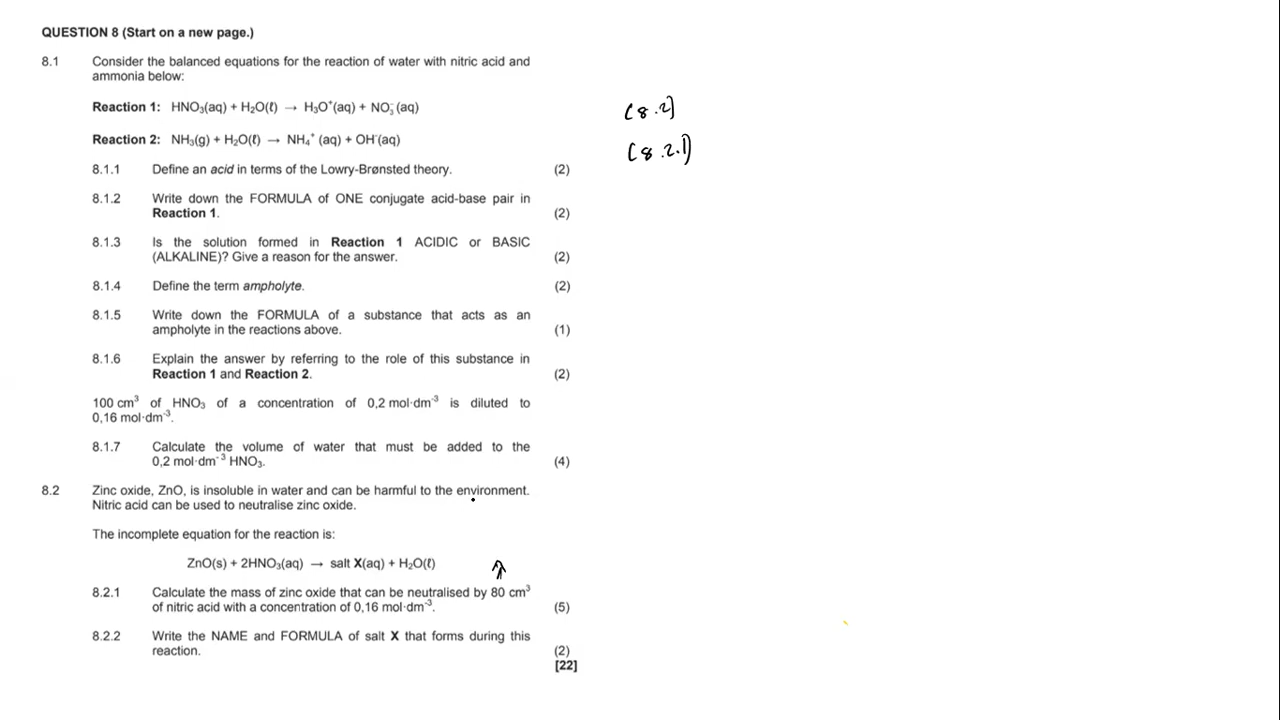 QUESTION 8 (Start on a new page.)
8.1 Consider the balanced equations for the reaction of water with nitric acid and
ammonia below:
Reaction 1: HNO₃(aq) + H₂O(ℓ) → H₃O⁺(aq) + NO₃⁻(aq)
Reaction 2: NH₃(g) + H₂O(ℓ) → NH₄⁺ (aq) + OH⁻(aq)
8.1.1 Define an acid in terms of the Lowry-Brønsted theory. (2)
8.1.2 Write down the FORMULA of ONE conjugate acid-base pair in
Reaction 1. (2)
8.1.3 Is the solution formed in Reaction 1 ACIDIC or BASIC
(ALKALINE)? Give a reason for the answer. (2)
8.1.4 Define the term ampholyte. (2)
8.1.5 Write down the FORMULA of a substance that acts as an
ampholyte in the reactions above. (1)
8.1.6 Explain the answer by referring to the role of this substance in
Reaction 1 and Reaction 2. (2)
100 cm³ of HNO₃ of a concentration of 0,2 mol·dm⁻³ is diluted to
0,16 mol·dm⁻³.
8.1.7 Calculate the volume of water that must be added to the
0,2 mol·dm⁻³ HNO₃. (4)
8.2 Zinc oxide, ZnO, is insoluble in water and can be harmful to the environment.
Nitric acid can be used to neutralise zinc oxide.
The incomplete equation for the reaction is:
ZnO(s) + 2HNO₃(aq) → salt X(aq) + H₂O(ℓ)
8.2.1 Calculate the mass of zinc oxide that can be neutralised by 80 cm³
of nitric acid with a concentration of 0,16 mol·dm⁻³. (5)
8.2.2 Write the NAME and FORMULA of salt X that forms during this
reaction. (2)
[22]
(8.2)
(8.2.1)